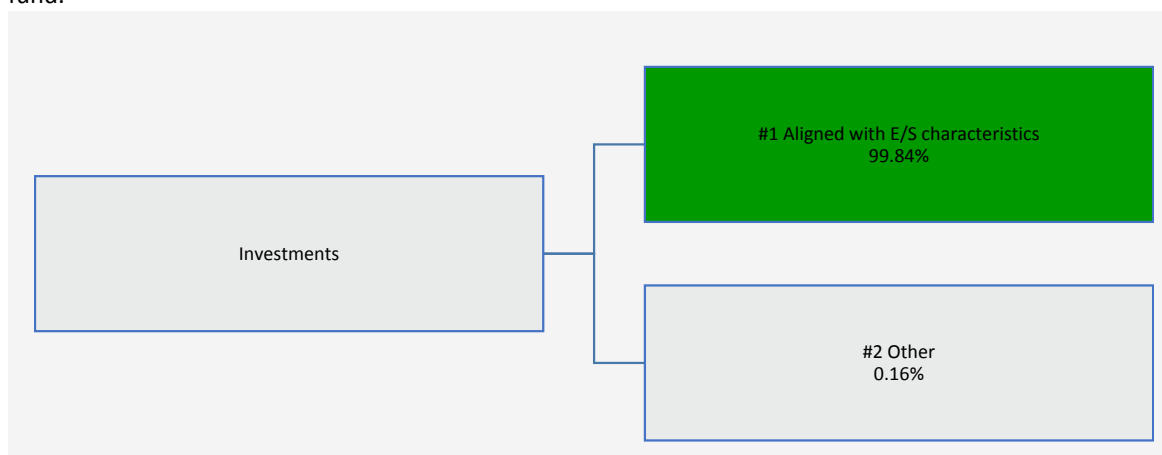 fund.
#1 Aligned with E/S characteristics
99.84%
Investments
#2 Other
0.16%